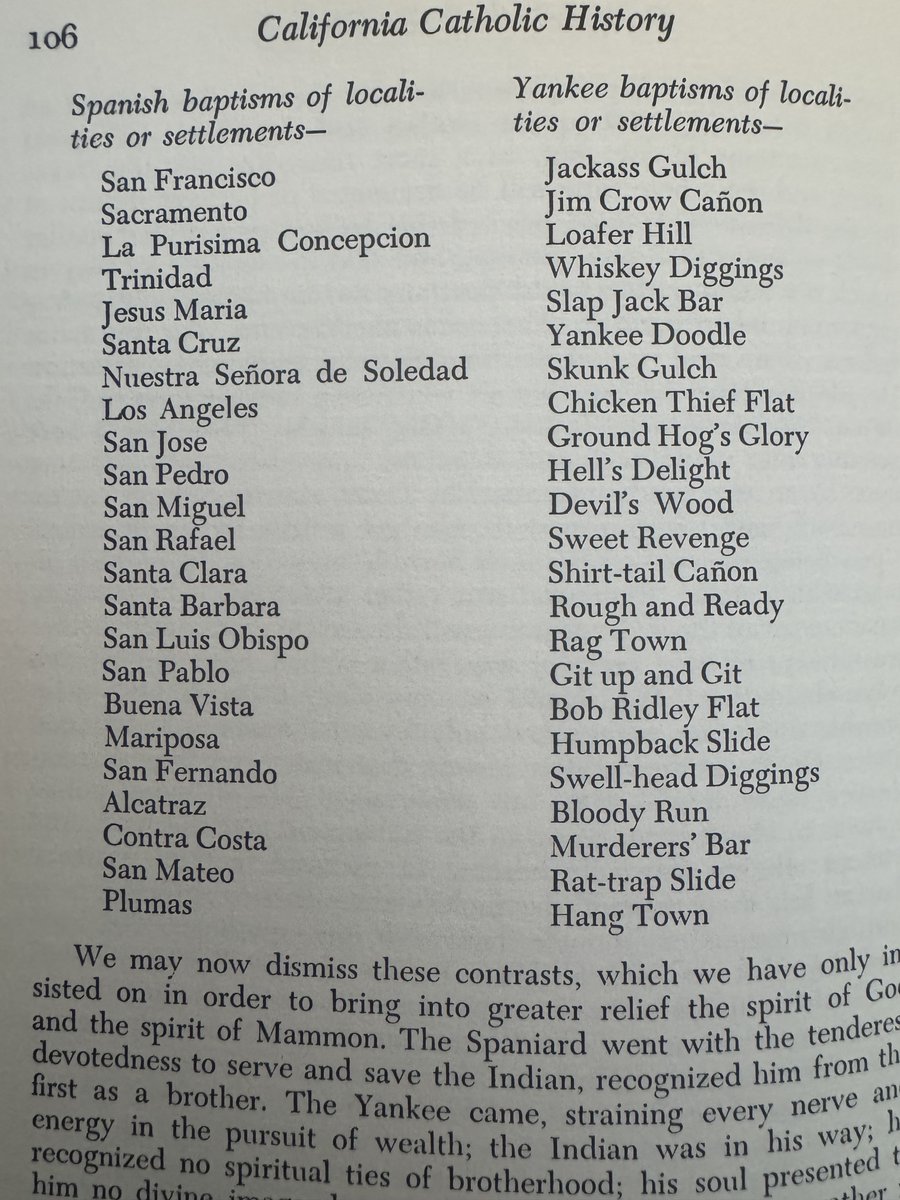 106
California Catholic History
Spanish baptisms of locali-
ties or settlements—
San Francisco
Sacramento
La Purisima Concepcion
Trinidad
Jesus Maria
Santa Cruz
Nuestra Señora de Soledad
Los Angeles
San Jose
San Pedro
San Miguel
San Rafael
Santa Clara
Santa Barbara
San Luis Obispo
San Pablo
Buena Vista
Mariposa
San Fernando
Alcatraz
Contra Costa
San Mateo
Plumas
Yankee baptisms of locali-
ties or settlements—
Jackass Gulch
Jim Crow Cañon
Loafer Hill
Whiskey Diggings
Slap Jack Bar
Yankee Doodle
Skunk Gulch
Chicken Thief Flat
Ground Hog's Glory
Hell's Delight
Devil's Wood
Sweet Revenge
Shirt-tail Cañon
Rough and Ready
Rag Town
Git up and Git
Bob Ridley Flat
Humpback Slide
Swell-head Diggings
Bloody Run
Murderers' Bar
Rat-trap Slide
Hang Town
We may now dismiss these contrasts, which we have only in
sisted on in order to bring into greater relief the spirit of
and the spirit of Mammon. The Spaniard went with the
devotedness to serve and save the Indian, recognized him from
first as a brother. The Yankee came, straining every nerve
energy in the pursuit of wealth; the Indian was in his way;
recognized no spiritual ties of brotherhood; his soul presented
him no divine